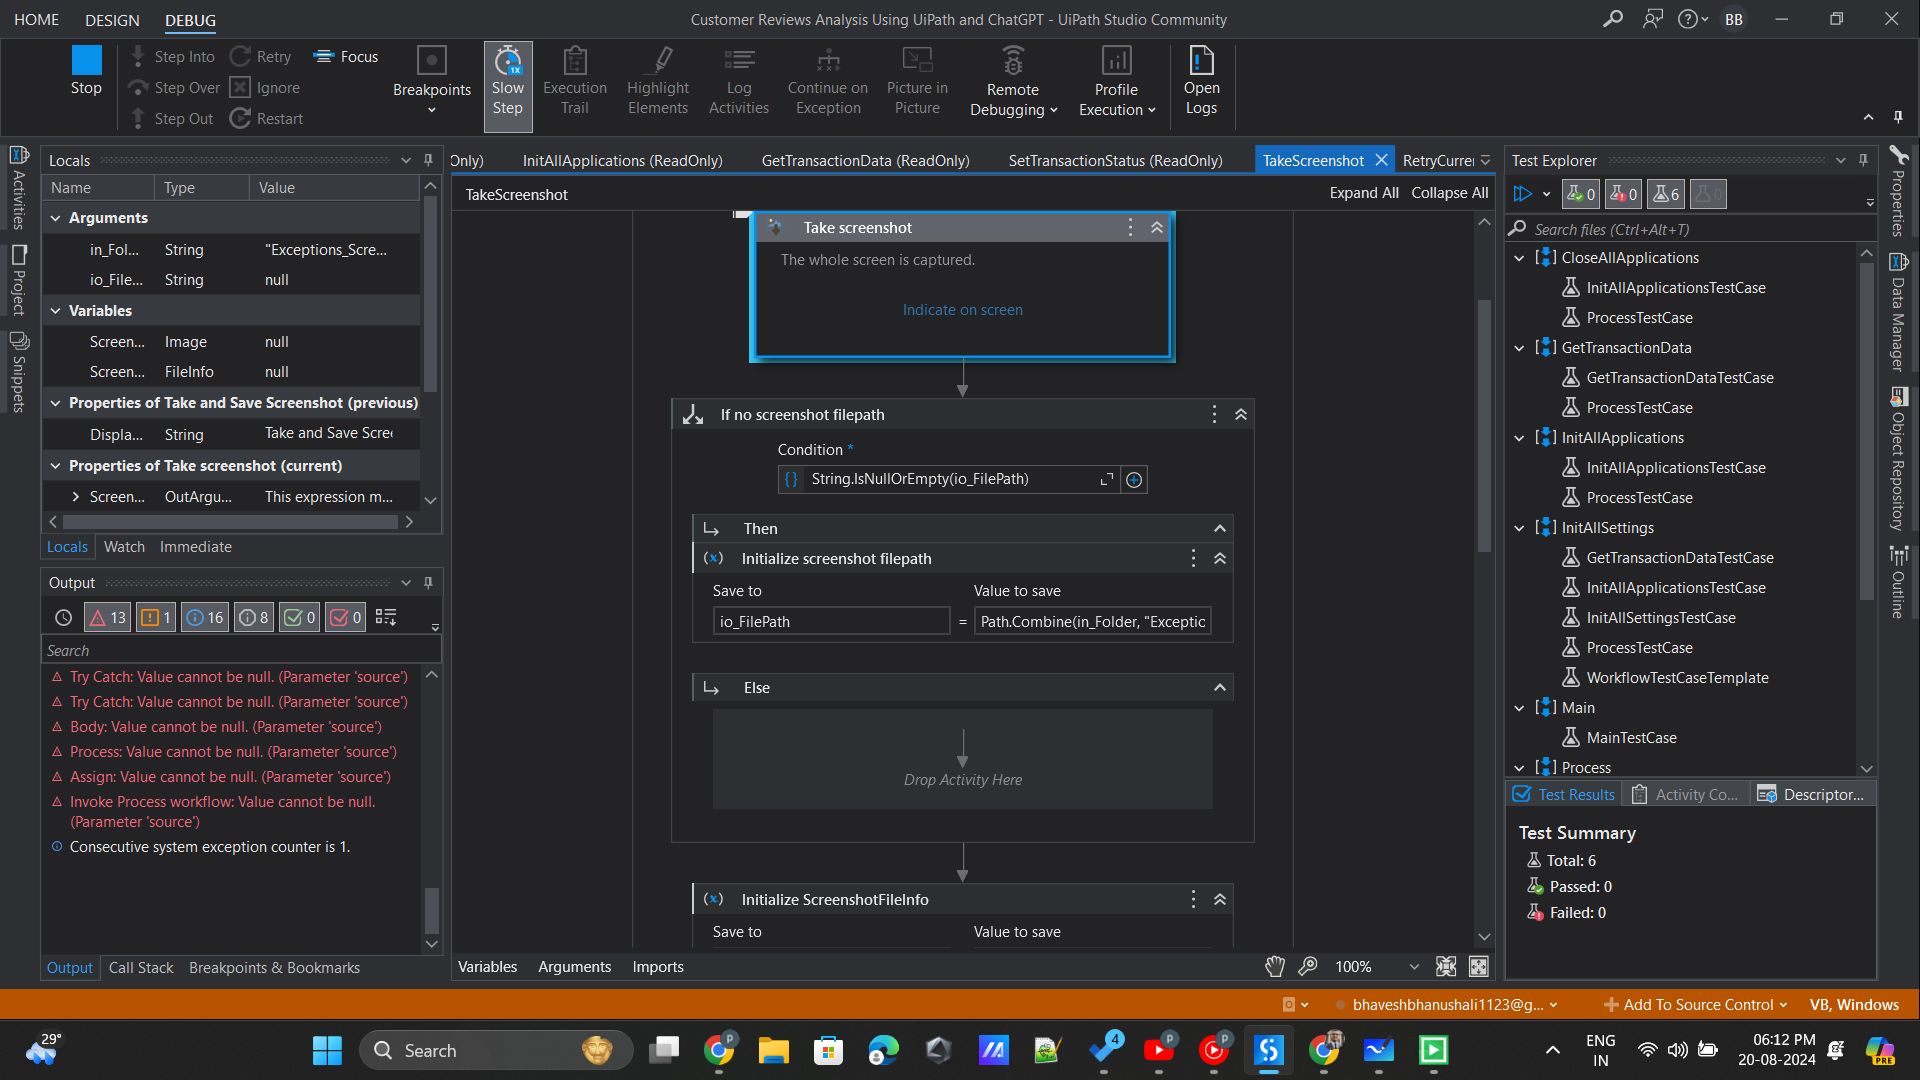 HOME DESIGN DEBUG
Customer Reviews Analysis Using UiPath and ChatGPT - UiPath Studio Community
BB
Stop
Step Into
Step Over
Step Out
Retry
Ignore
Restart
Focus
Breakpoints
1X
Slow
Step
Execution
Trail
Highlight
Elements
Log
Activities
Continue on
Exception
Picture in
Picture
Remote
Debugging
Profile
Execution
Open
Logs
Activities
Project
Snippets
Locals
Name Type Value
Arguments
in_Fol... String "Exceptions_Scre...
io_File... String null
Variables
Screen... Image null
Screen... FileInfo null
Properties of Take and Save Screenshot (previous)
Displa... String Take and Save Scree
Properties of Take screenshot (current)
Screen... OutArgu... This expression m...
Locals Watch Immediate
Output
13 1 16 8 0 0
Search
Try Catch: Value cannot be null. (Parameter 'source')
Try Catch: Value cannot be null. (Parameter 'source')
Body: Value cannot be null. (Parameter 'source')
Process: Value cannot be null. (Parameter 'source')
Assign: Value cannot be null. (Parameter 'source')
Invoke Process workflow: Value cannot be null.
(Parameter 'source')
Consecutive system exception counter is 1.
Output Call Stack Breakpoints & Bookmarks
Only) InitAllApplications (ReadOnly) GetTransactionData (ReadOnly) SetTransactionStatus (ReadOnly) TakeScreenshot RetryCurre
TakeScreenshot
Expand All Collapse All
Take screenshot
The whole screen is captured.
Indicate on screen
If no screenshot filepath
Condition *
String.IsNullOrEmpty(io_FilePath)
Then
Initialize screenshot filepath
Save to Value to save
io_FilePath = Path.Combine(in_Folder, "Exceptic
Else
Drop Activity Here
Initialize ScreenshotFileInfo
Save to Value to save
Variables Arguments Imports
100%
Test Explorer
0 0 6 0
Search files (Ctrl+Alt+T)
CloseAllApplications
InitAllApplicationsTestCase
ProcessTestCase
GetTransactionData
GetTransactionDataTestCase
ProcessTestCase
InitAllApplications
InitAllApplicationsTestCase
ProcessTestCase
InitAllSettings
GetTransactionDataTestCase
InitAllApplicationsTestCase
InitAllSettingsTestCase
ProcessTestCase
WorkflowTestCaseTemplate
Main
MainTestCase
Process
Test Results Activity Co... Descriptor...
Test Summary
Total: 6
Passed: 0
Failed: 0
Properties
Data Manager
Object Repository
Outline
bhaveshbhanushali1123@g...
Add To Source Control
VB, Windows
29°
Search
4
P
P
P
ENG
IN
06:12 PM
20-08-2024
PRE